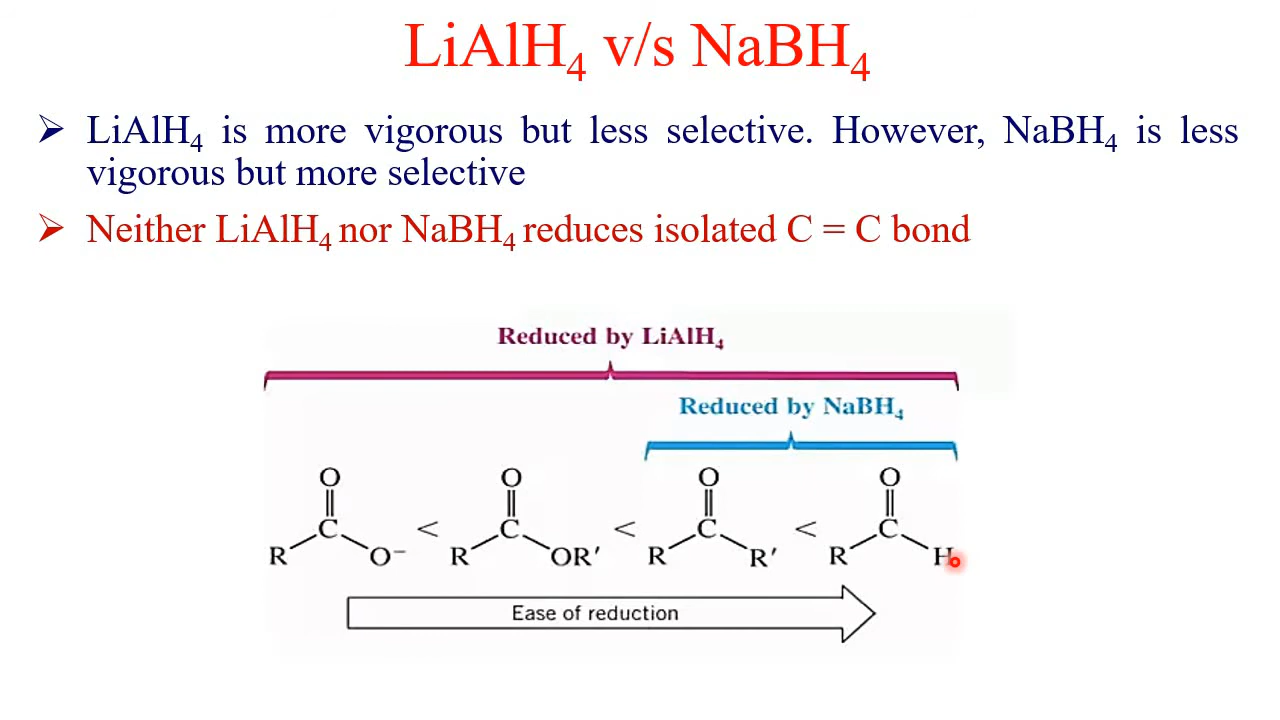 LiAlH₄ v/s NaBH₄
➢ LiAlH₄ is more vigorous but less selective. However, NaBH₄ is less
vigorous but more selective
➢ Neither LiAlH₄ nor NaBH₄ reduces isolated C = C bond
Reduced by LiAlH₄
Reduced by NaBH₄
O O O O
C < C < C < C
R O⁻ R OR′ R R′ R H
Ease of reduction